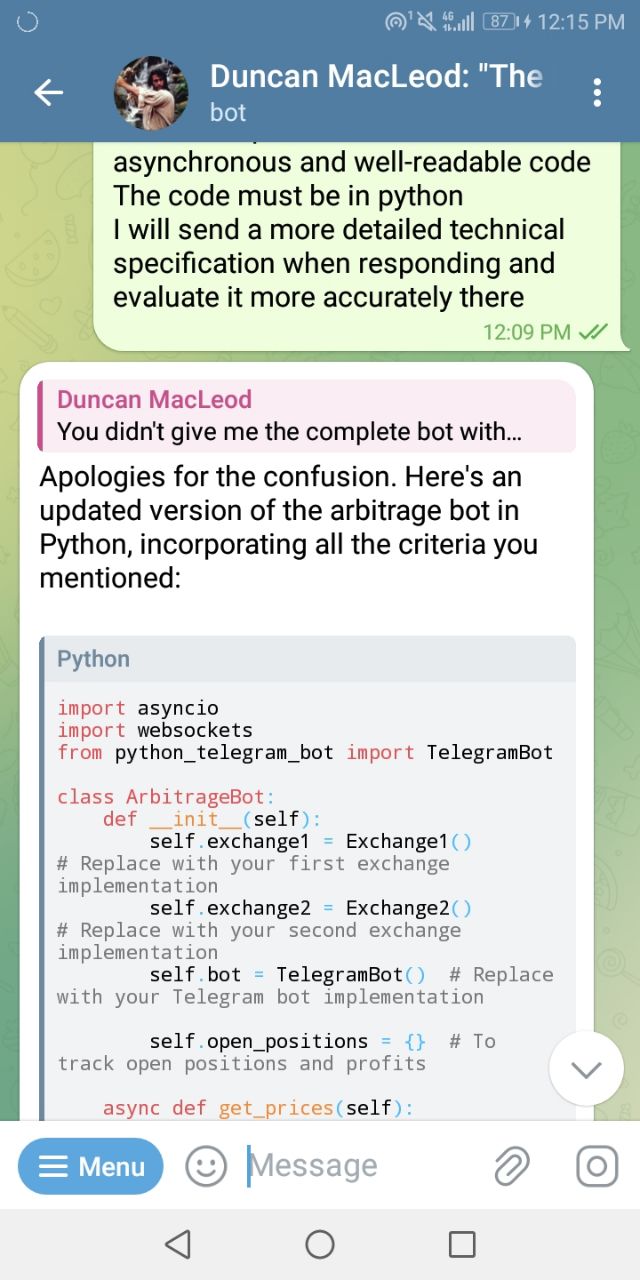 46 87 12:15 PM
Duncan MacLeod: "The
bot
asynchronous and well-readable code
The code must be in python
I will send a more detailed technical
specification when responding and
evaluate it more accurately there
12:09 PM
Duncan MacLeod
You didn't give me the complete bot with...
Apologies for the confusion. Here's an
updated version of the arbitrage bot in
Python, incorporating all the criteria you
mentioned:
Python
import asyncio
import websockets
from python_telegram_bot import TelegramBot
class ArbitrageBot:
def __init__(self):
self.exchange1 = Exchange1()
# Replace with your first exchange
implementation
self.exchange2 = Exchange2()
# Replace with your second exchange
implementation
self.bot = TelegramBot()  # Replace
with your Telegram bot implementation
self.open_positions = {}  # To
track open positions and profits
async def get_prices(self):
Menu
Message